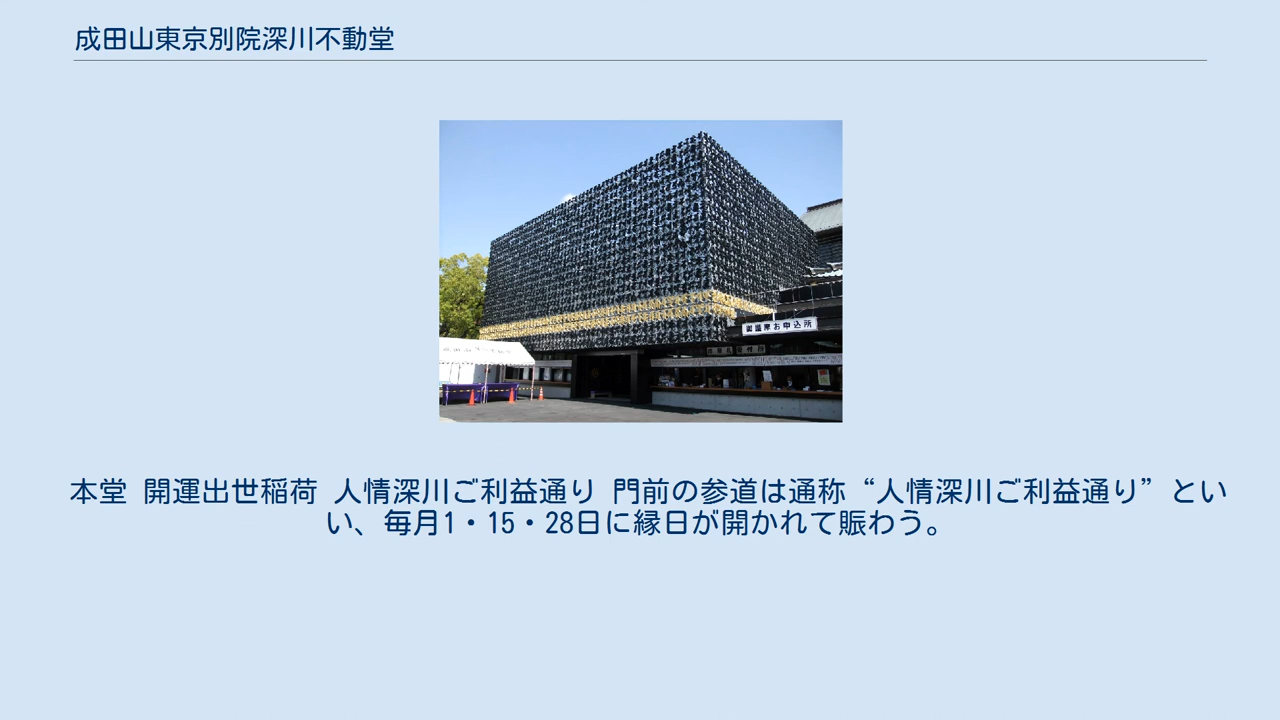 成田山東京別院深川不動堂
御護摩お申込所
本堂 開運出世稲荷 人情深川ご利益通り 門前の参道は通称“人情深川ご利益通り”とい
い、毎月1・15・28日に縁日が開かれて賑わう。